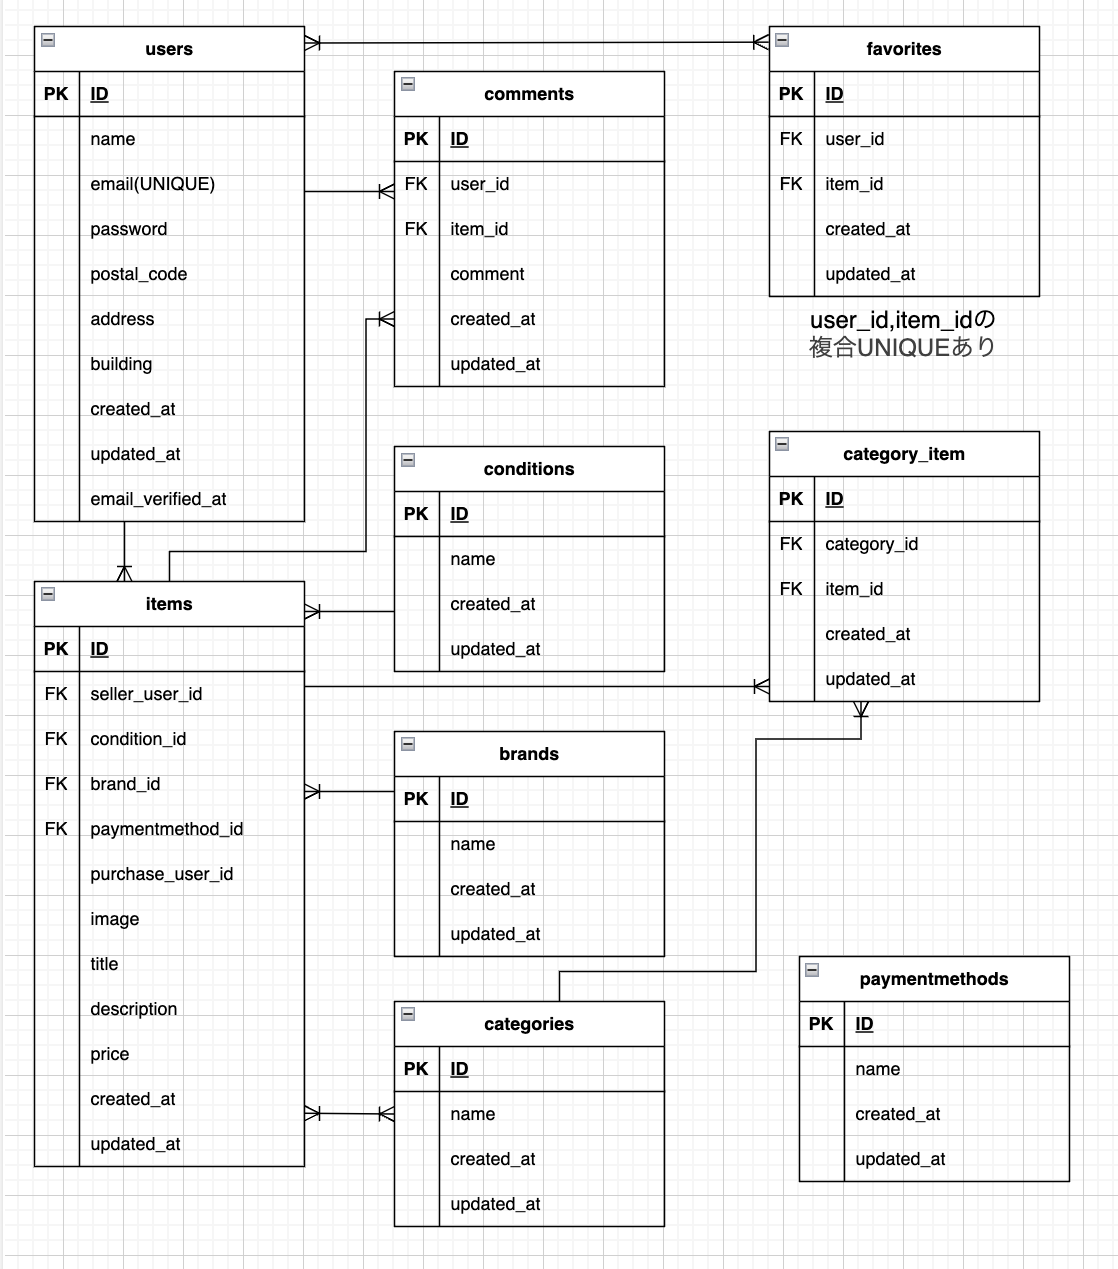 users
PK ID
name
email(UNIQUE)
password
postal_code
address
building
created_at
updated_at
email_verified_at
comments
PK ID
FK user_id
FK item_id
comment
created_at
updated_at
favorites
PK ID
FK user_id
FK item_id
created_at
updated_at
user_id,item_idの
複合UNIQUEあり
conditions
PK ID
name
created_at
updated_at
category_item
PK ID
FK category_id
FK item_id
created_at
updated_at
items
PK ID
FK seller_user_id
FK condition_id
FK brand_id
FK paymentmethod_id
purchase_user_id
image
title
description
price
created_at
updated_at
brands
PK ID
name
created_at
updated_at
categories
PK ID
name
created_at
updated_at
paymentmethods
PK ID
name
created_at
updated_at